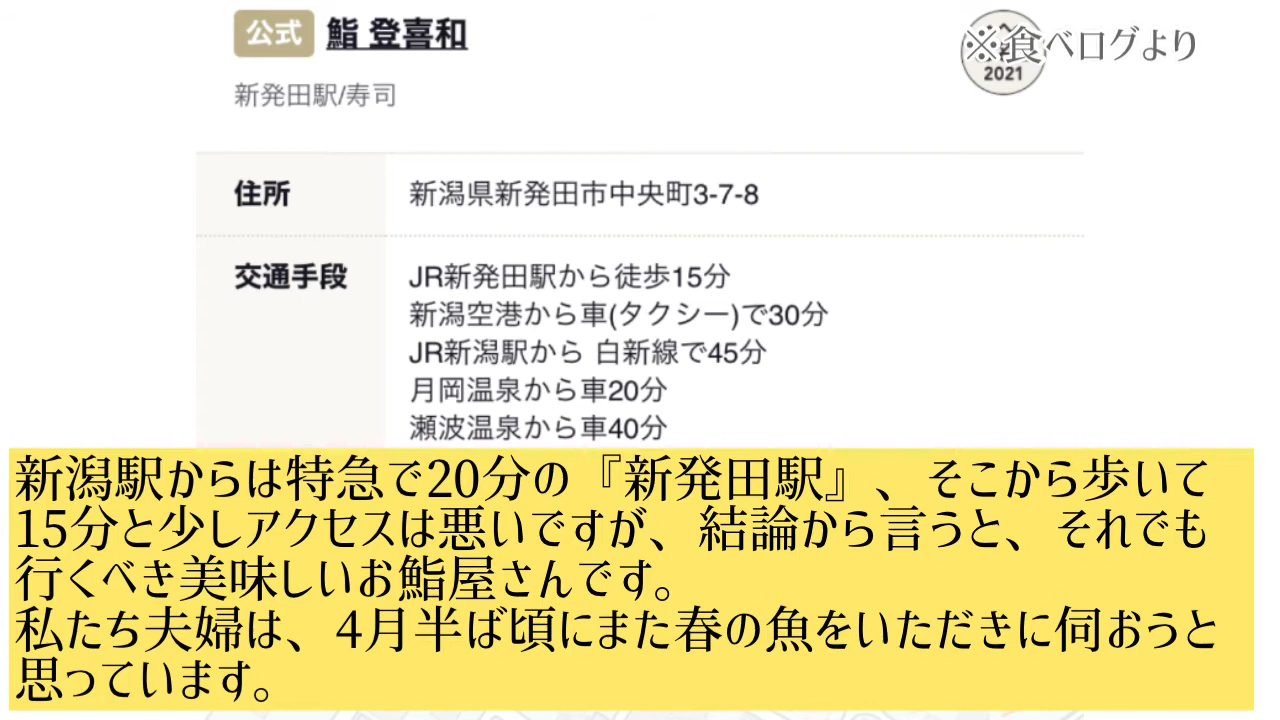 公式 鮨 登喜和
※食べログより
2021
新発田駅/寿司
住所 新潟県新発田市中央町3-7-8
交通手段 JR新発田駅から徒歩15分
新潟空港から車(タクシー)で30分
JR新潟駅から 白新線で45分
月岡温泉から車20分
瀬波温泉から車40分
新潟駅からは特急で20分の『新発田駅』、そこから歩いて
15分と少しアクセスは悪いですが、結論から言うと、それでも
行くべき美味しいお鮨屋さんです。
私たち夫婦は、4月半ば頃にまた春の魚をいただきに伺おうと
思っています。